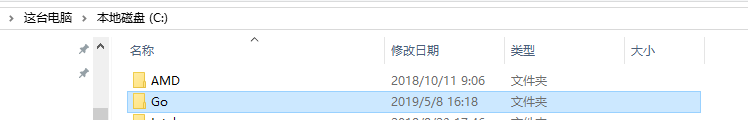 这台电脑 > 本地磁盘 (C:)
名称 修改日期 类型 大小
AMD 2018/10/11 9:06 文件夹
Go 2019/5/8 16:18 文件夹